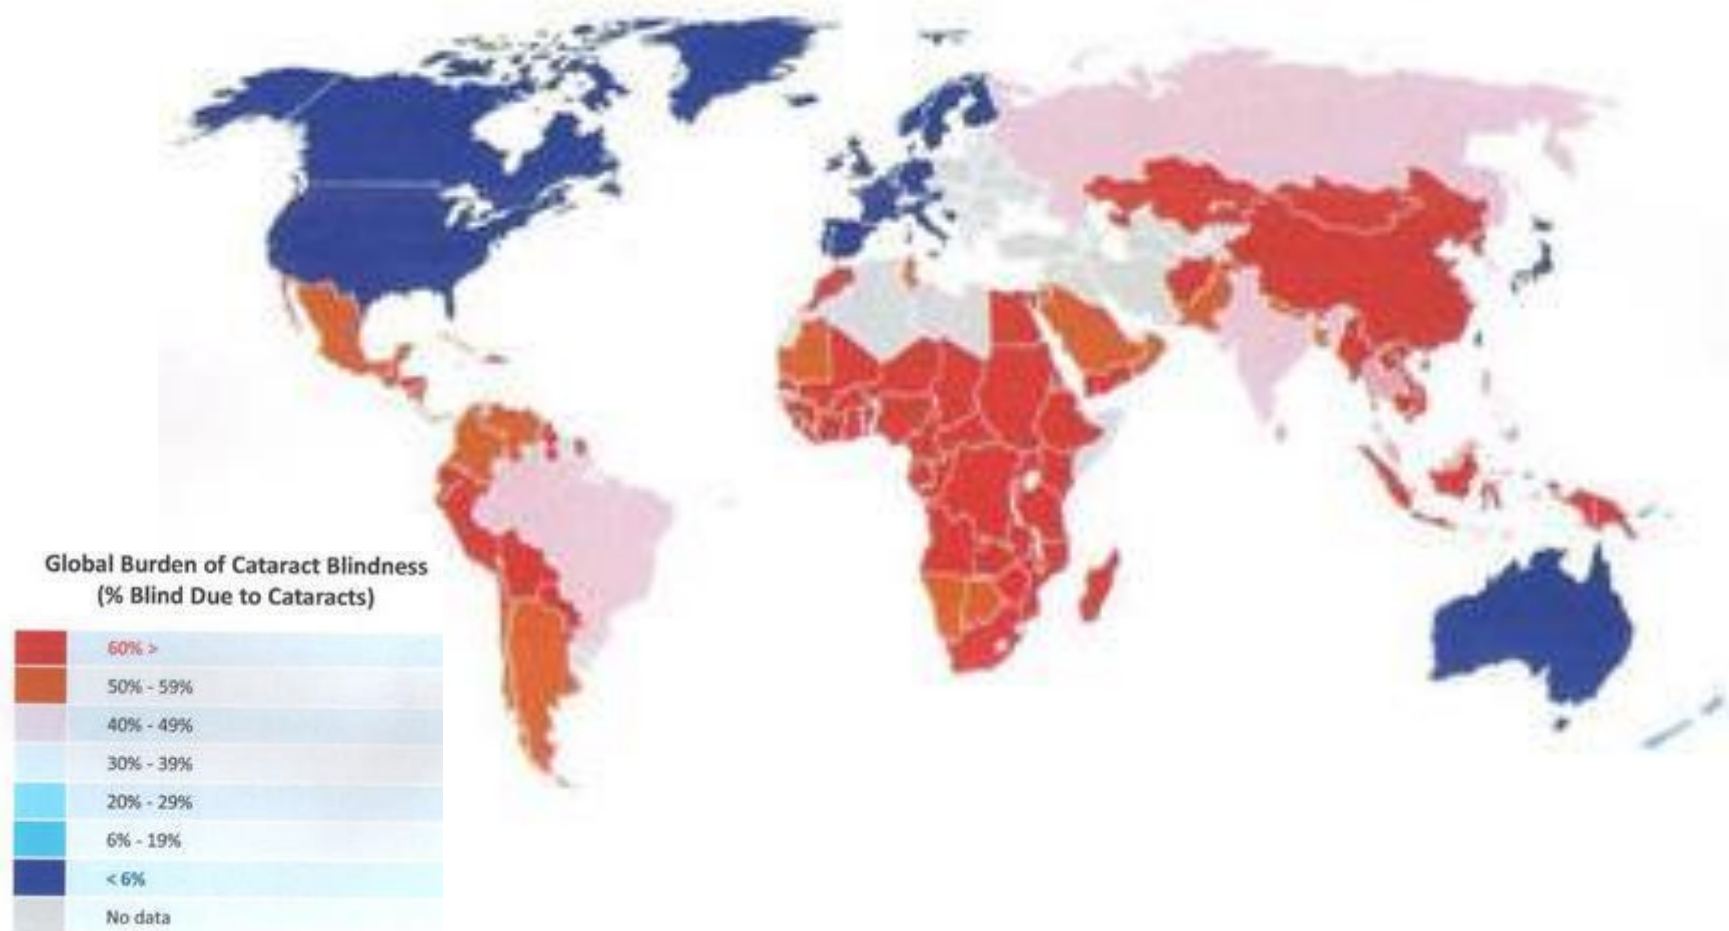 Global Burden of Cataract Blindness
(% Blind Due to Cataracts)
60% >
50% - 59%
40% - 49%
30% - 39%
20% - 29%
6% - 19%
< 6%
No data